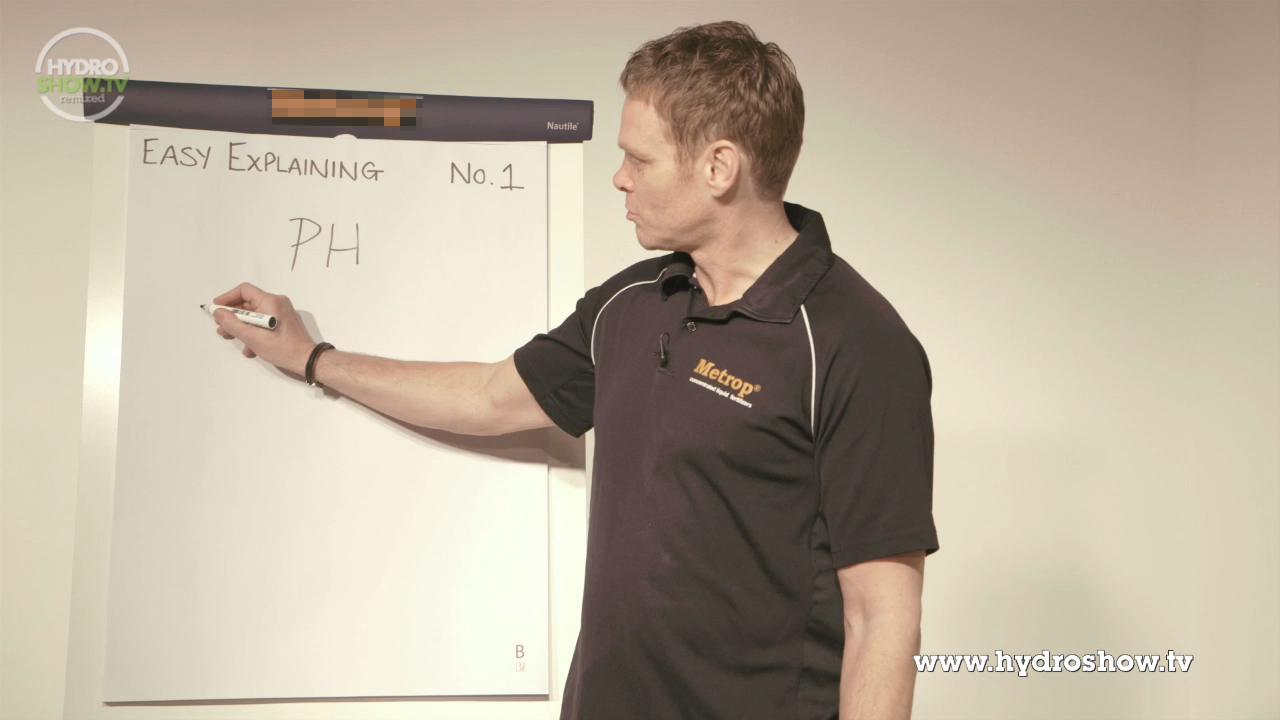 HYDRO
SHOW.TV
remixed
Nautile
EASY EXPLAINING No. 1
PH
Metrop®
concentrated liquid fertilizers
B
www.hydroshow.tv